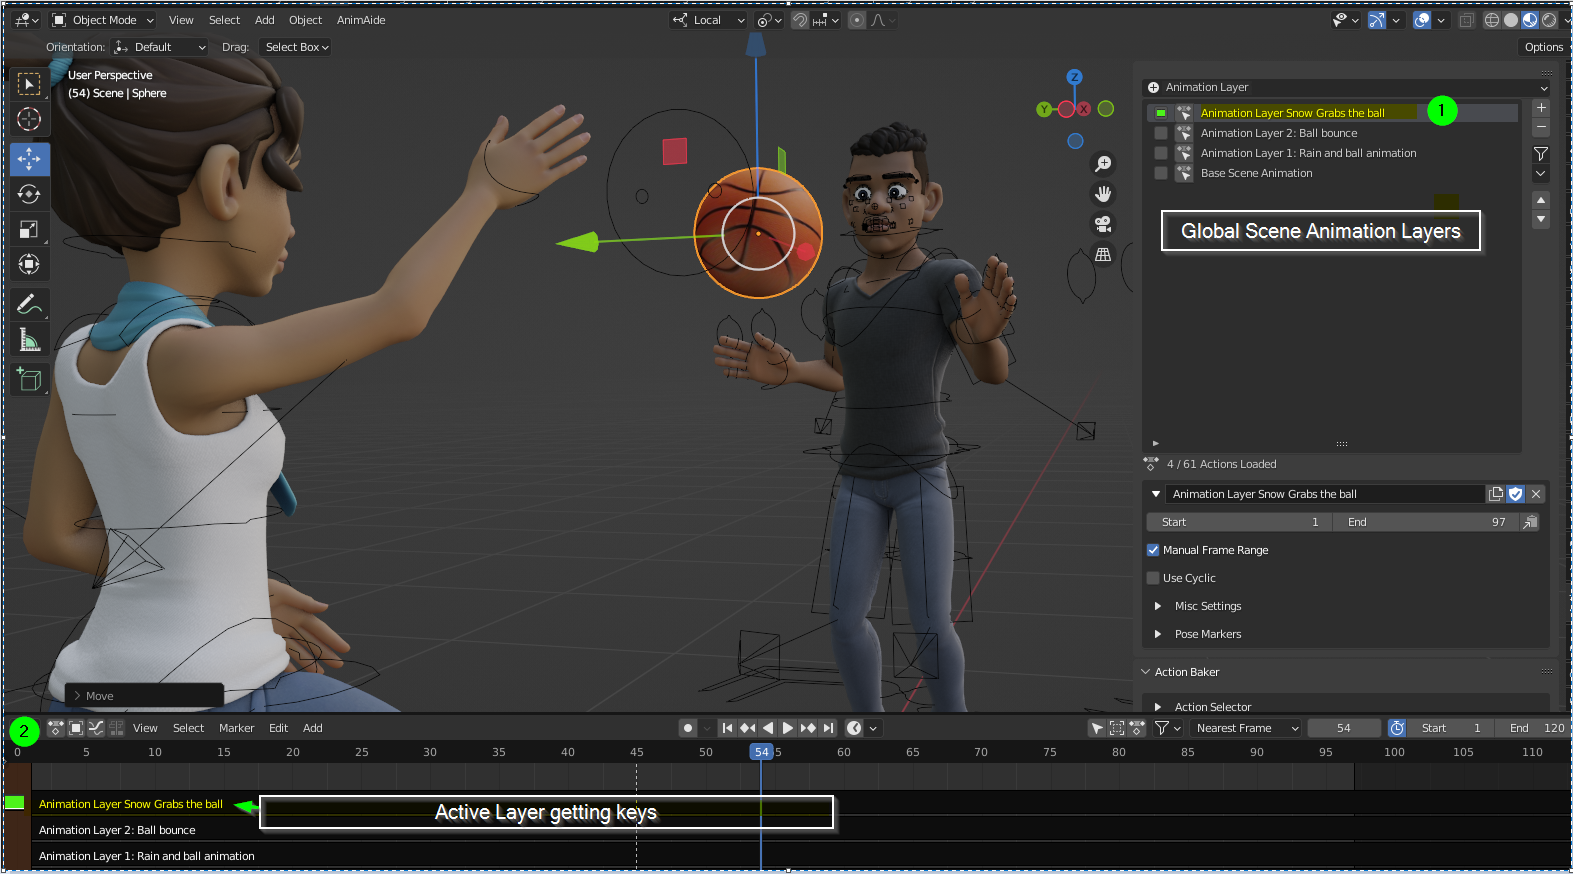 Object Mode View Select Add Object AnimAide Local
Orientation: Default Drag: Select Box Options
User Perspective
(54) Scene | Sphere
Z
Y X
Animation Layer
Animation Layer Snow Grabs the ball 1
Animation Layer 2: Ball bounce
Animation Layer 1: Rain and ball animation
Base Scene Animation
Global Scene Animation Layers
4 / 61 Actions Loaded
Animation Layer Snow Grabs the ball
Start 1 End 97
Manual Frame Range
Use Cyclic
Misc Settings
Pose Markers
Action Baker
Action Selector
Move
2 View Select Marker Edit Add Nearest Frame 54 Start 1 End 120
0 5 10 15 20 25 30 35 40 45 50 54 5 60 65 70 75 80 85 90 95 100 105 110
Animation Layer Snow Grabs the ball
Active Layer getting keys
Animation Layer 2: Ball bounce
Animation Layer 1: Rain and ball animation